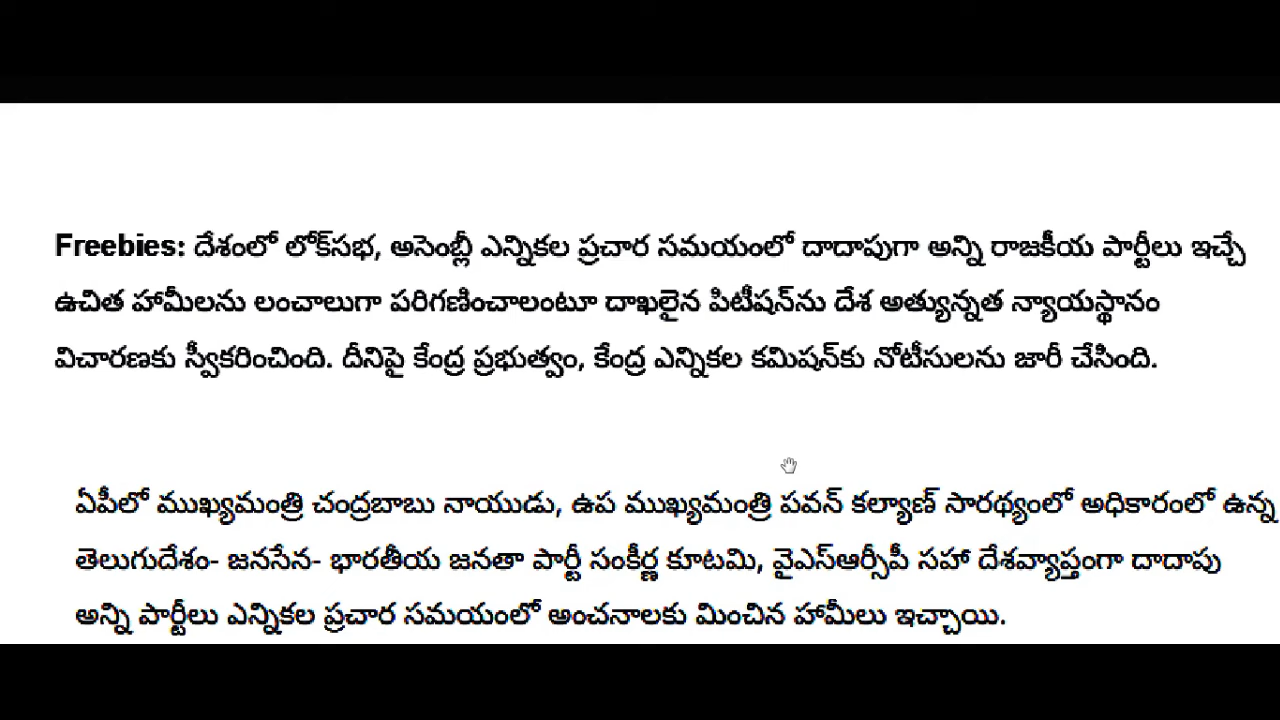 Freebies: దేశంలో లోక్‌సభ, అసెంబ్లీ ఎన్నికల ప్రచార సమయంలో దాదాపుగా అన్ని రాజకీయ పార్టీలు ఇచ్చే
ఉచిత హామీలను లంచాలుగా పరిగణించాలంటూ దాఖలైన పిటీషన్‌ను దేశ అత్యున్నత న్యాయస్థానం
విచారణకు స్వీకరించింది. దీనిపై కేంద్ర ప్రభుత్వం, కేంద్ర ఎన్నికల కమిషన్‌కు నోటీసులను జారీ చేసింది.
ఏపీలో ముఖ్యమంత్రి చంద్రబాబు నాయుడు, ఉప ముఖ్యమంత్రి పవన్ కల్యాణ్ సారథ్యంలో అధికారంలో ఉన్న
తెలుగుదేశం- జనసేన- భారతీయ జనతా పార్టీ సంకీర్ణ కూటమి, వైఎస్ఆర్సీపీ సహా దేశవ్యాప్తంగా దాదాపు
అన్ని పార్టీలు ఎన్నికల ప్రచార సమయంలో అంచనాలకు మించిన హామీలు ఇచ్చాయి.